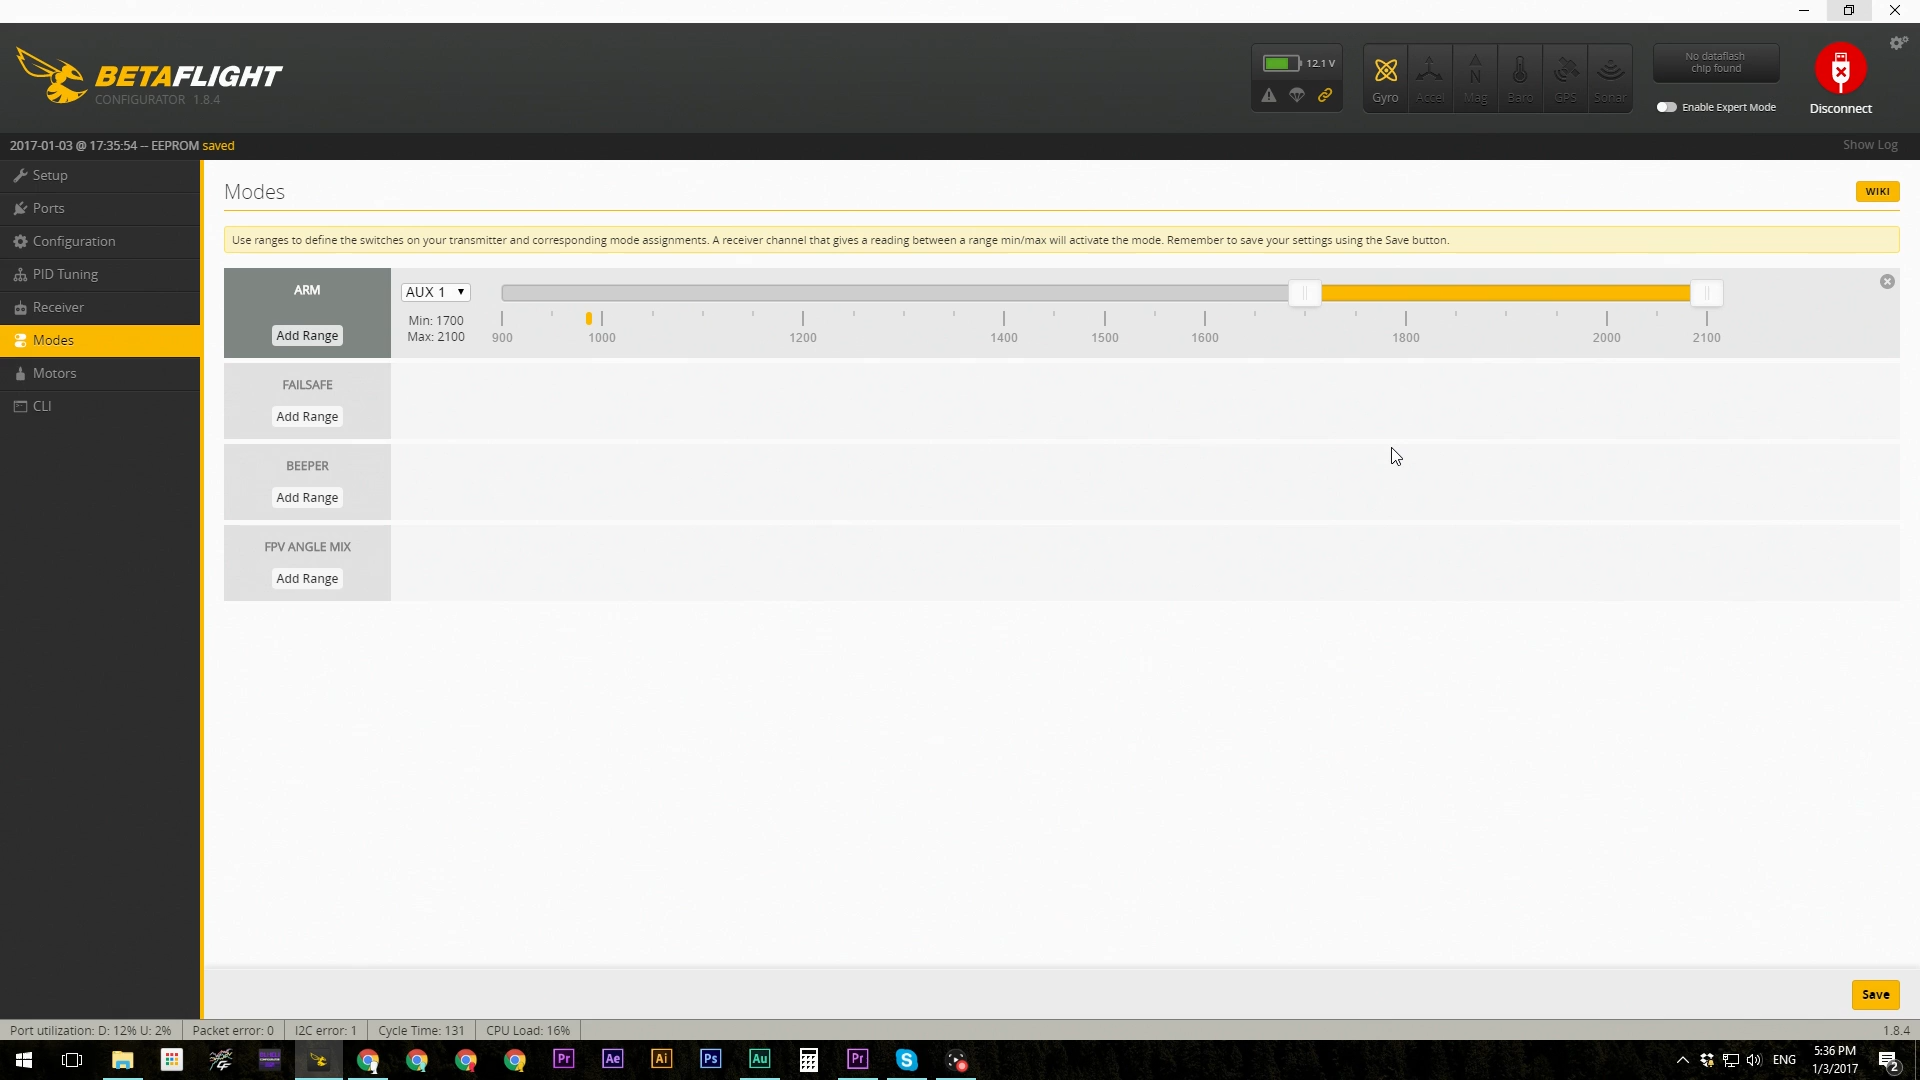 BETAFLIGHT
CONFIGURATOR 1.8.4
12.1 V
Gyro
Accel
Mag
Baro
GPS
Sonar
No dataflash
chip found
Enable Expert Mode
Disconnect
2017-01-03 @ 17:35:54 -- EEPROM saved
Show Log
Setup
Ports
Configuration
PID Tuning
Receiver
Modes
Motors
CLI
Modes
WIKI
Use ranges to define the switches on your transmitter and corresponding mode assignments. A receiver channel that gives a reading between a range min/max will activate the mode. Remember to save your settings using the Save button.
ARM
Add Range
AUX 1
Min: 1700
Max: 2100
900 1000 1200 1400 1500 1600 1800 2000 2100
FAILSAFE
Add Range
BEEPER
Add Range
FPV ANGLE MIX
Add Range
Save
Port utilization: D: 12% U: 2% Packet error: 0 I2C error: 1 Cycle Time: 131 CPU Load: 16% 1.8.4
Pr Ae Ai Ps Au Pr S
ENG
5:36 PM
1/3/2017
2